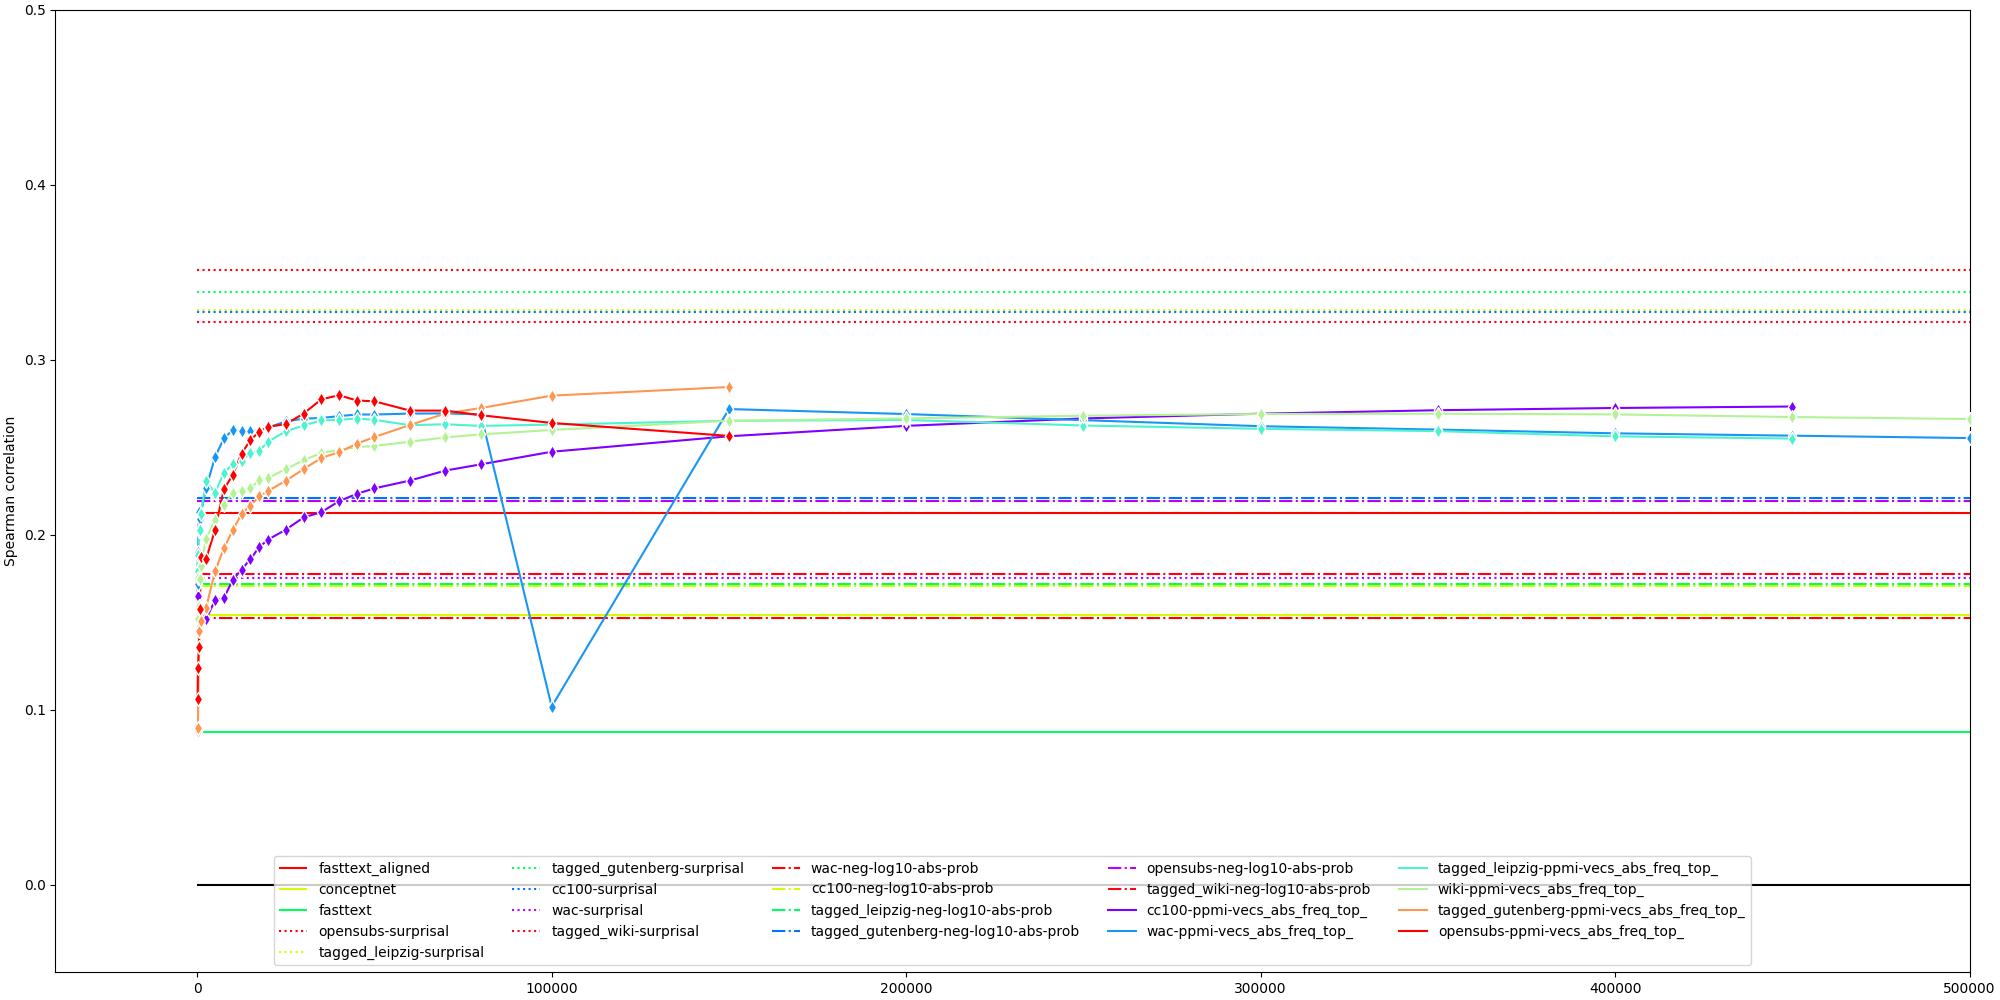 0.5
0.4
0.3
0.2
0.1
0.0
Spearman correlation
0
100000
200000
300000
400000
500000
fasttext_aligned
conceptnet
fasttext
opensubs-surprisal
tagged_leipzig-surprisal
tagged_gutenberg-surprisal
cc100-surprisal
wac-surprisal
tagged_wiki-surprisal
wac-neg-log10-abs-prob
cc100-neg-log10-abs-prob
tagged_leipzig-neg-log10-abs-prob
tagged_gutenberg-neg-log10-abs-prob
opensubs-neg-log10-abs-prob
tagged_wiki-neg-log10-abs-prob
cc100-ppmi-vecs_abs_freq_top_
wac-ppmi-vecs_abs_freq_top_
tagged_leipzig-ppmi-vecs_abs_freq_top_
wiki-ppmi-vecs_abs_freq_top_
tagged_gutenberg-ppmi-vecs_abs_freq_top_
opensubs-ppmi-vecs_abs_freq_top_